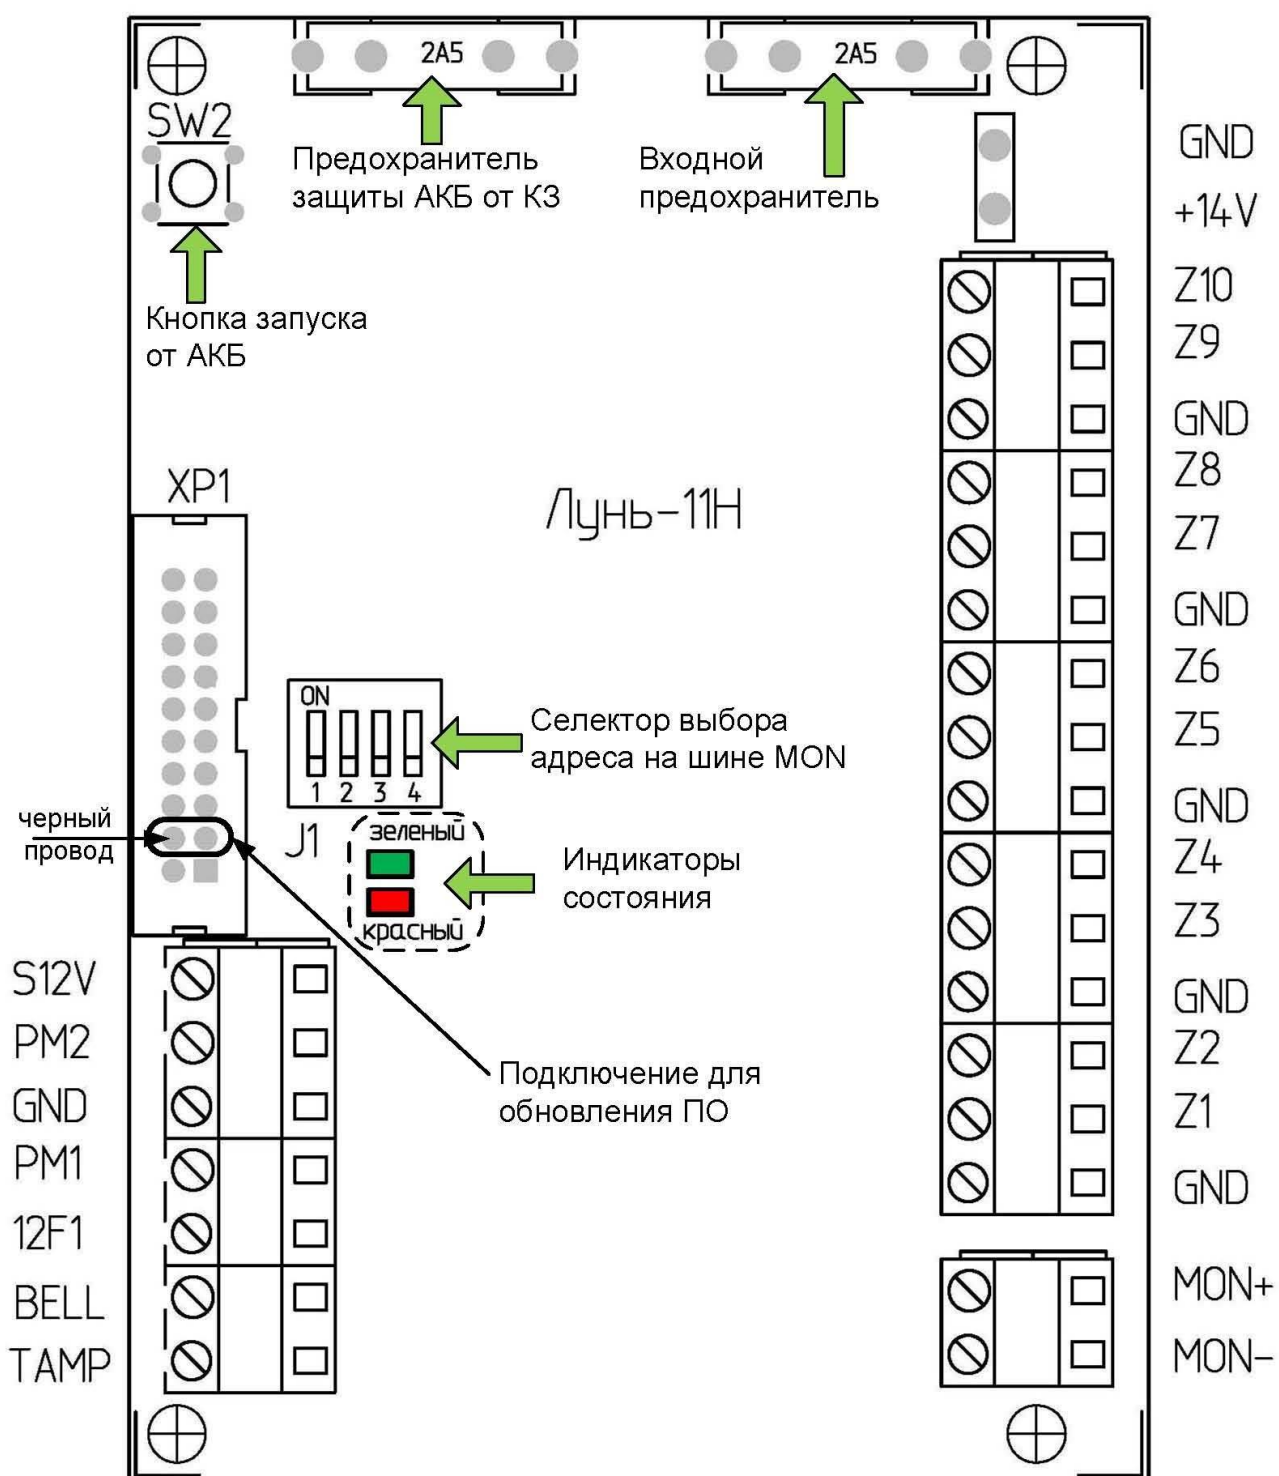 2А5
2А5
SW2
Предохранитель
защиты АКБ от КЗ
Входной
предохранитель
GND
+14V
Кнопка запуска
от АКБ
Z10
Z9
GND
Z8
Z7
GND
Z6
Z5
GND
Z4
Z3
GND
Z2
Z1
GND
MON+
MON-
XP1
Лунь-11Н
ON
1 2 3 4
J1
Селектор выбора
адреса на шине MON
черный
провод
зеленый
красный
Индикаторы
состояния
Подключение для
обновления ПО
S12V
PM2
GND
PM1
12F1
BELL
TAMP